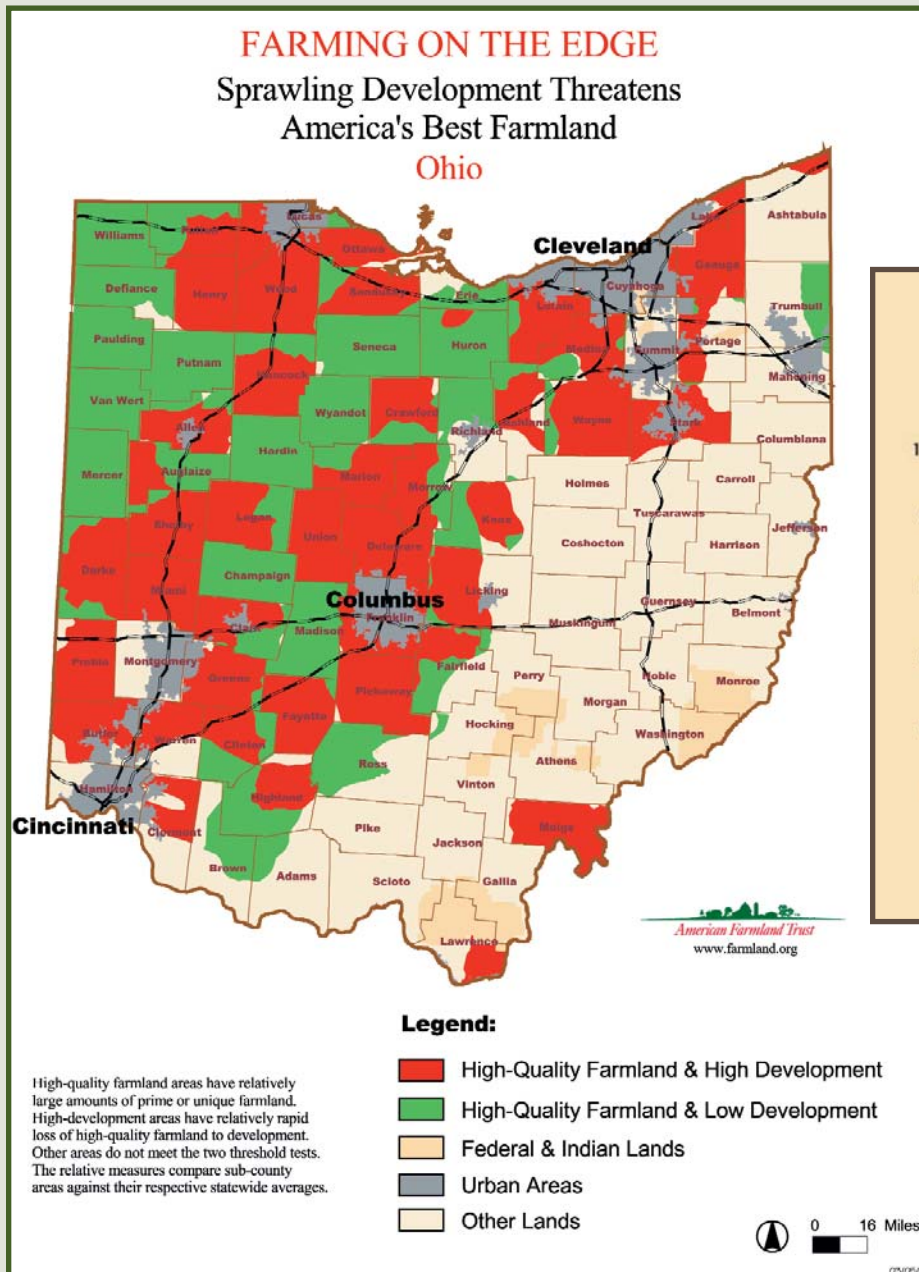 FARMING ON THE EDGE
Sprawling Development Threatens
America's Best Farmland
Ohio
Lucas
Lake
Ashtabula
Williams
Fulton
Cleveland
Ottawa
Geauga
Cuyahoga
Defiance
Henry
Wood
Sandusky
Erie
Lorain
Trumbull
Paulding
Putnam
Seneca
Huron
Medina
Summit
Portage
Hancock
Mahoning
Van Wert
Wyandot
Crawford
Richland
Ashland
Wayne
Stark
Allen
Columbiana
Mercer
Auglaize
Hardin
Marion
Morrow
Holmes
Carroll
Tuscarawas
Shelby
Logan
Union
Knox
Jefferson
Delaware
Coshocton
Harrison
Darke
Champaign
Miami
Licking
Columbus
Guernsey
Clark
Franklin
Muskingum
Belmont
Madison
Preble
Montgomery
Fairfield
Greene
Perry
Noble
Monroe
Pickaway
Fayette
Morgan
Hocking
Butler
Warren
Clinton
Washington
Ross
Athens
Hamilton
Vinton
Highland
Cincinnati
Clermont
Pike
Meigs
Jackson
Brown
Adams
Scioto
Gallia
Lawrence
American Farmland Trust
www.farmland.org
Legend:
High-Quality Farmland & High Development
High-Quality Farmland & Low Development
Federal & Indian Lands
Urban Areas
Other Lands
High-quality farmland areas have relatively
large amounts of prime or unique farmland.
High-development areas have relatively rapid
loss of high-quality farmland to development.
Other areas do not meet the two threshold tests.
The relative measures compare sub-county
areas against their respective statewide averages.
0 16 Miles